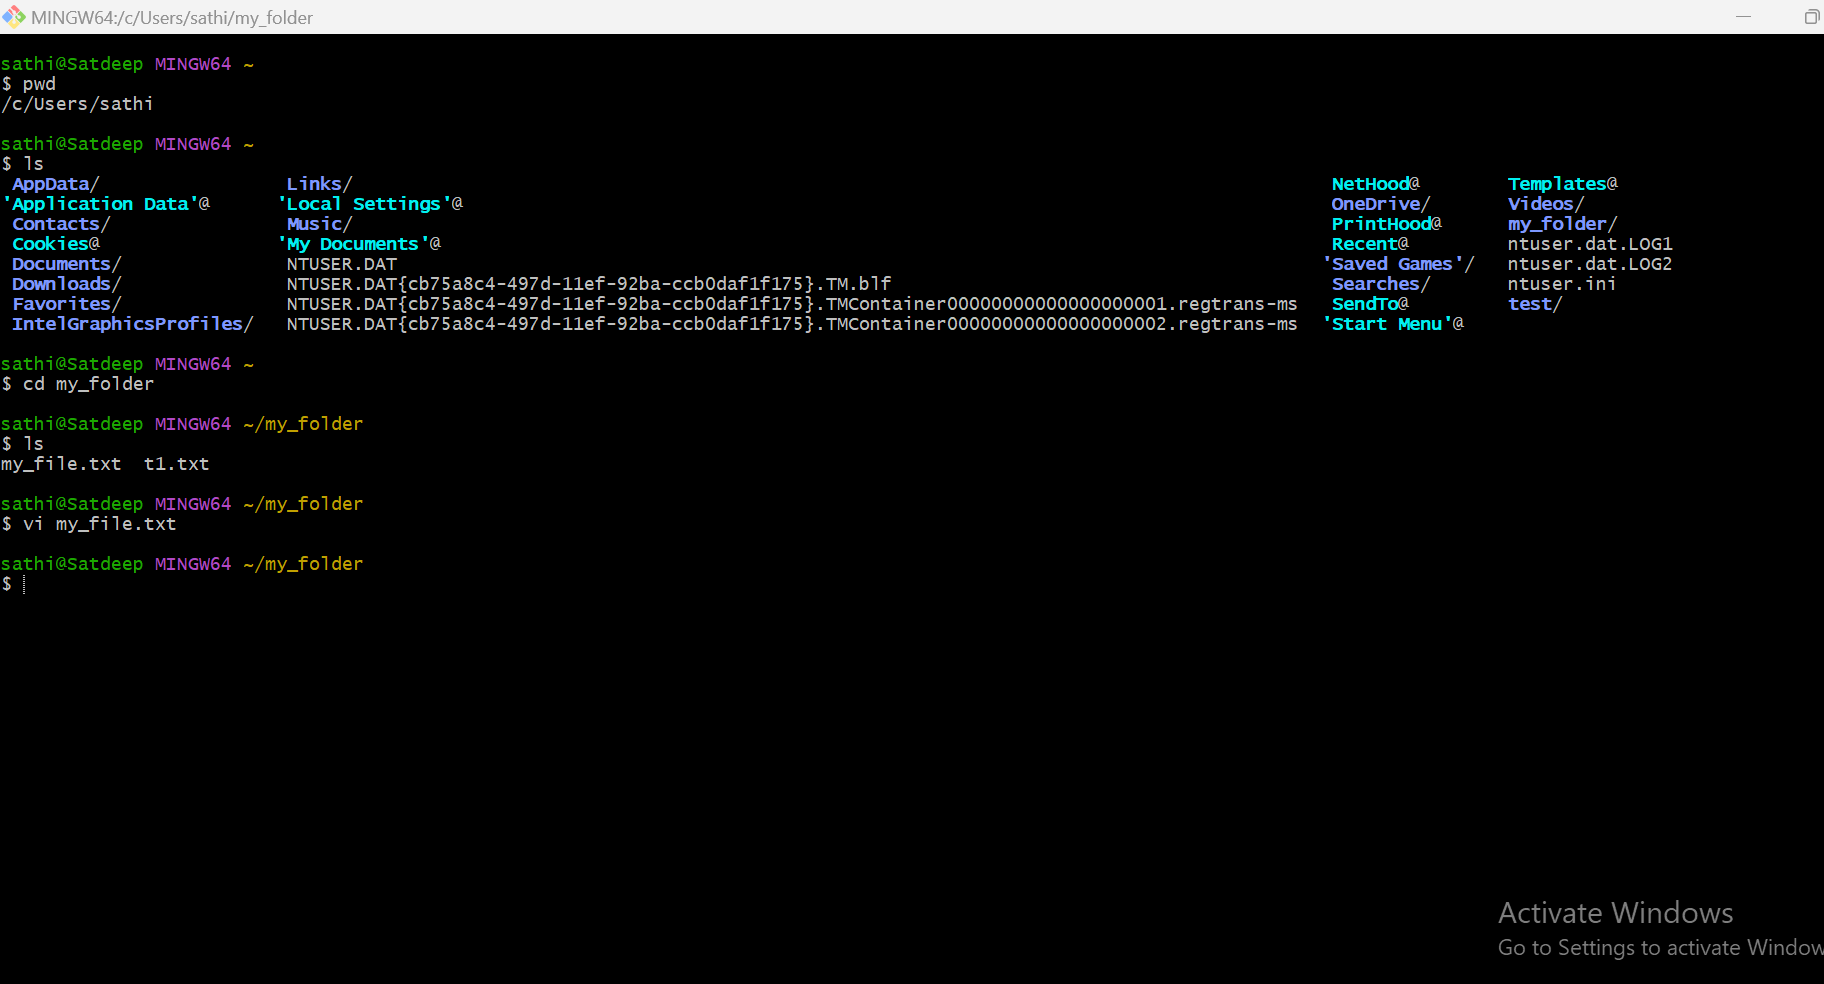 MINGW64:/c/Users/sathi/my_folder
sathi@Satdeep MINGW64 ~
$ pwd
/c/Users/sathi
sathi@Satdeep MINGW64 ~
$ ls
AppData/ Links/ NetHood@ Templates@
'Application Data'@ 'Local Settings'@ OneDrive/ Videos/
Contacts/ Music/ PrintHood@ my_folder/
Cookies@ 'My Documents'@ Recent@ ntuser.dat.LOG1
Documents/ NTUSER.DAT 'Saved Games'/ ntuser.dat.LOG2
Downloads/ NTUSER.DAT{cb75a8c4-497d-11ef-92ba-ccb0daf1f175}.TM.blf Searches/ ntuser.ini
Favorites/ NTUSER.DAT{cb75a8c4-497d-11ef-92ba-ccb0daf1f175}.TMContainer00000000000000000001.regtrans-ms SendTo@ test/
IntelGraphicsProfiles/ NTUSER.DAT{cb75a8c4-497d-11ef-92ba-ccb0daf1f175}.TMContainer00000000000000000002.regtrans-ms 'Start Menu'@
sathi@Satdeep MINGW64 ~
$ cd my_folder
sathi@Satdeep MINGW64 ~/my_folder
$ ls
my_file.txt t1.txt
sathi@Satdeep MINGW64 ~/my_folder
$ vi my_file.txt
sathi@Satdeep MINGW64 ~/my_folder
$
Activate Windows
Go to Settings to activate Window